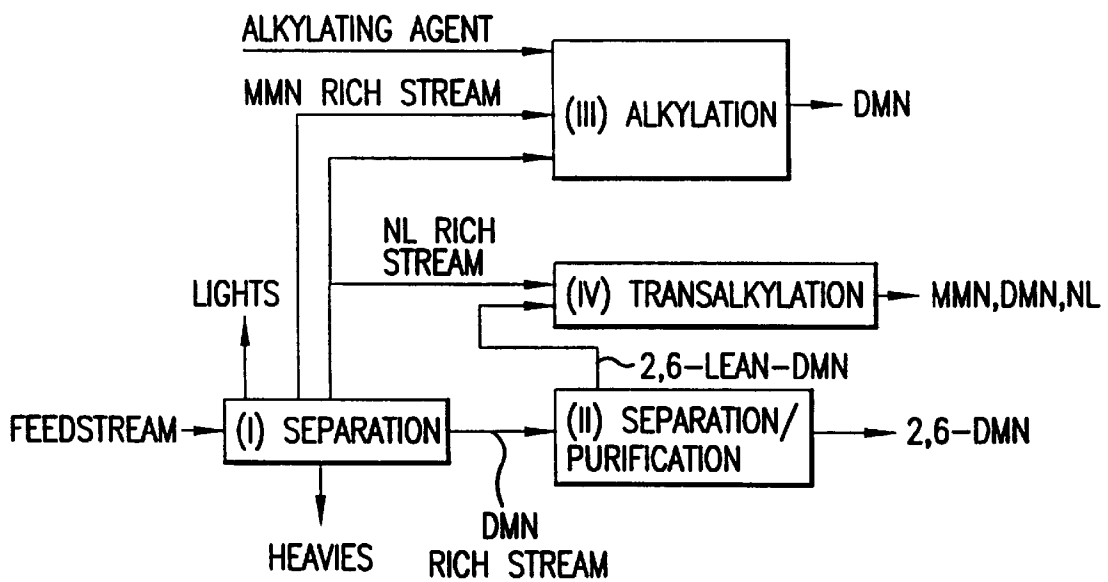 ALKYLATING AGENT
MMN RICH STREAM
(III) ALKYLATION
DMN
NL RICH
STREAM
LIGHTS
(IV) TRANSALKYLATION
MMN,DMN,NL
2,6-LEAN-DMN
FEEDSTREAM
(I) SEPARATION
(II) SEPARATION/
PURIFICATION
2,6-DMN
HEAVIES
DMN
RICH STREAM